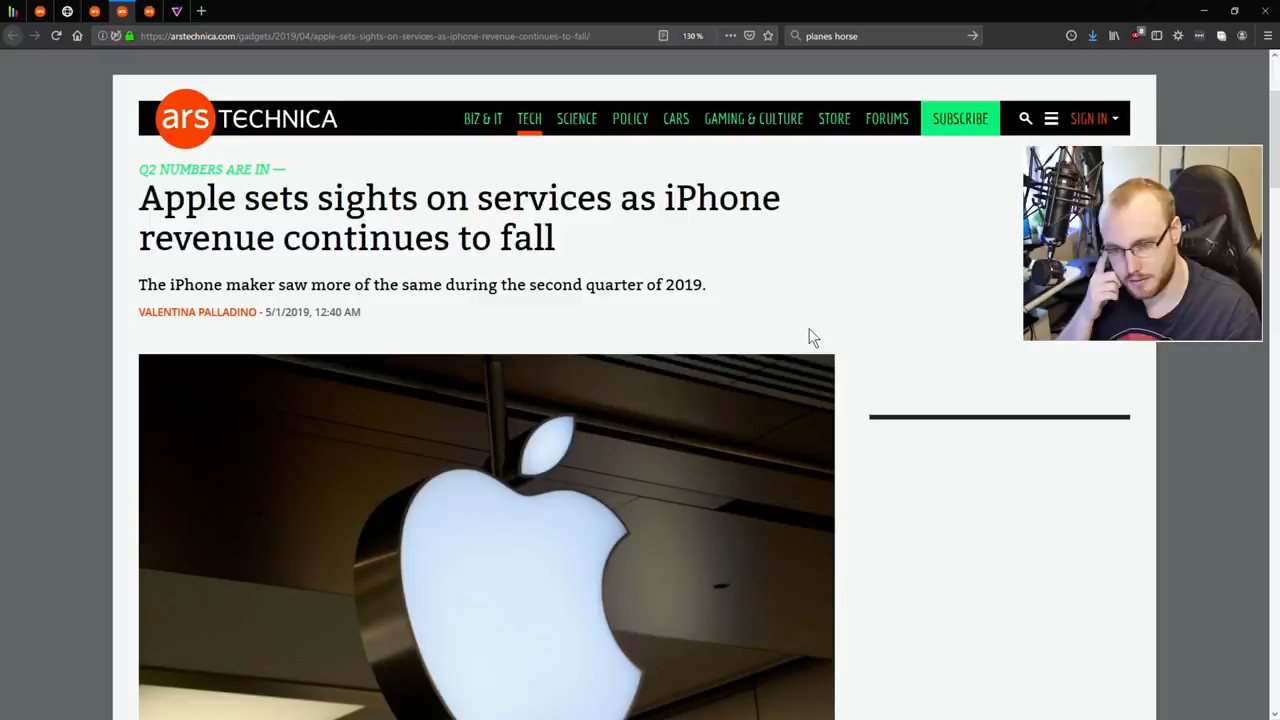 https://arstechnica.com/gadgets/2019/04/apple-sets-sights-on-services-as-iphone-revenue-continues-to-fall/
130%
planes horse
ars TECHNICA
BIZ & IT TECH SCIENCE POLICY CARS GAMING & CULTURE STORE FORUMS SUBSCRIBE SIGN IN
Q2 NUMBERS ARE IN —
Apple sets sights on services as iPhone
revenue continues to fall
The iPhone maker saw more of the same during the second quarter of 2019.
VALENTINA PALLADINO - 5/1/2019, 12:40 AM